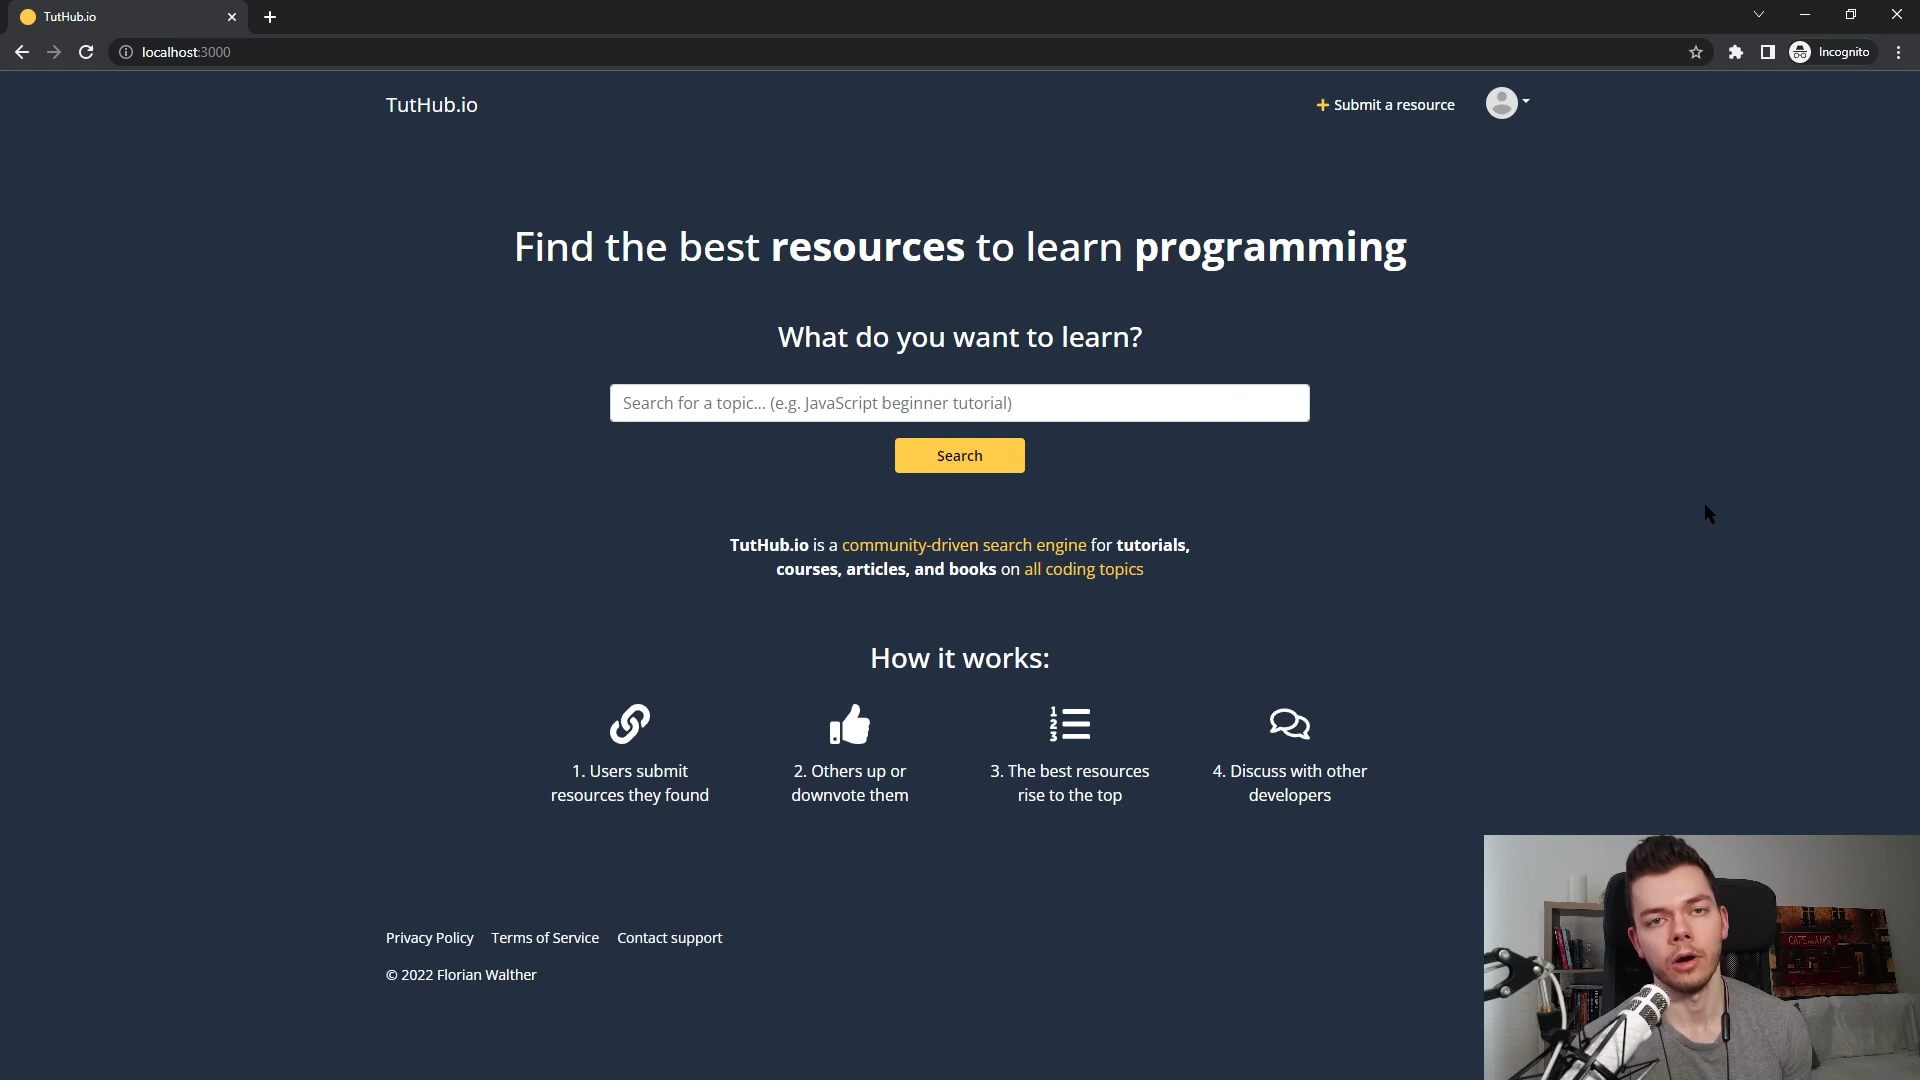 TutHub.io
localhost:3000
Incognito
TutHub.io
Submit a resource
Find the best resources to learn programming
What do you want to learn?
Search for a topic... (e.g. JavaScript beginner tutorial)
Search
TutHub.io is a community-driven search engine for tutorials,
courses, articles, and books on all coding topics
How it works:
1
2
3
1. Users submit
resources they found
2. Others up or
downvote them
3. The best resources
rise to the top
4. Discuss with other
developers
Privacy Policy Terms of Service Contact support
© 2022 Florian Walther